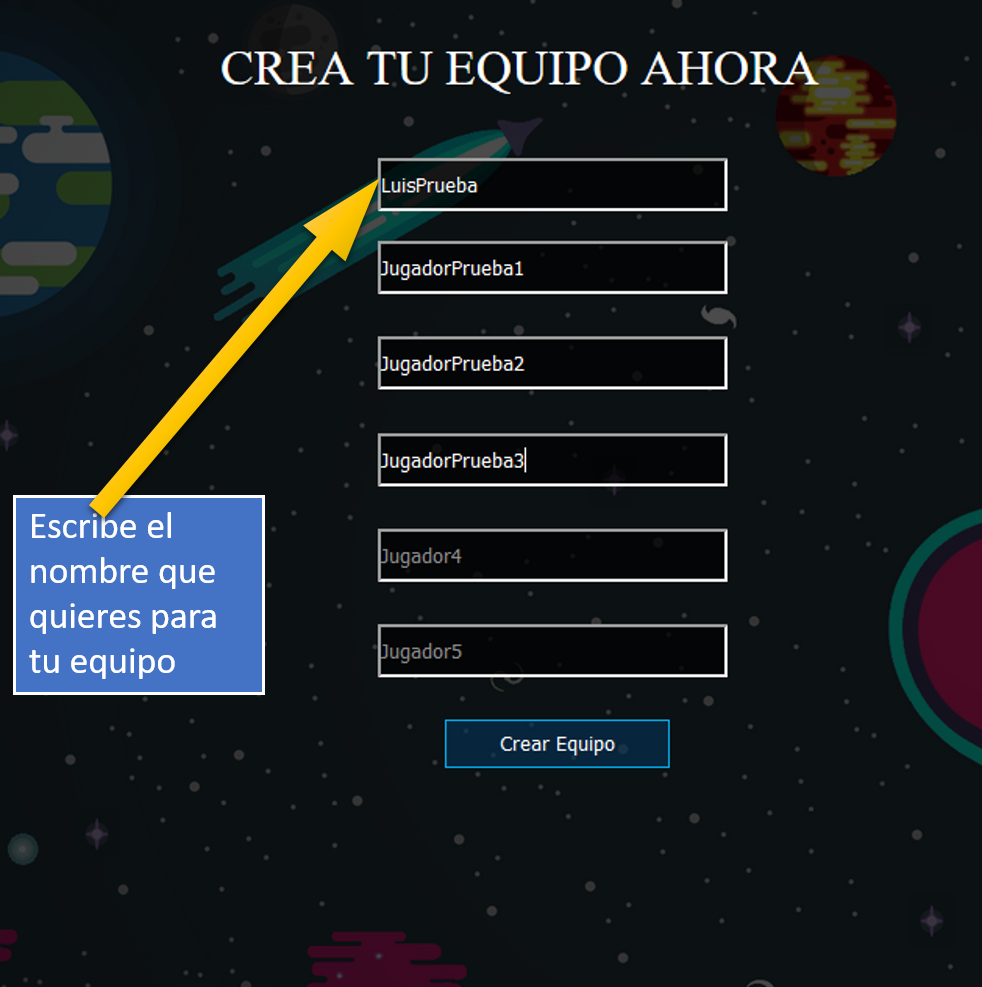 CREA TU EQUIPO AHORA
LuisPrueba
JugadorPrueba1
JugadorPrueba2
JugadorPrueba3
Jugador4
Jugador5
Crear Equipo
Escribe el
nombre que
quieres para
tu equipo